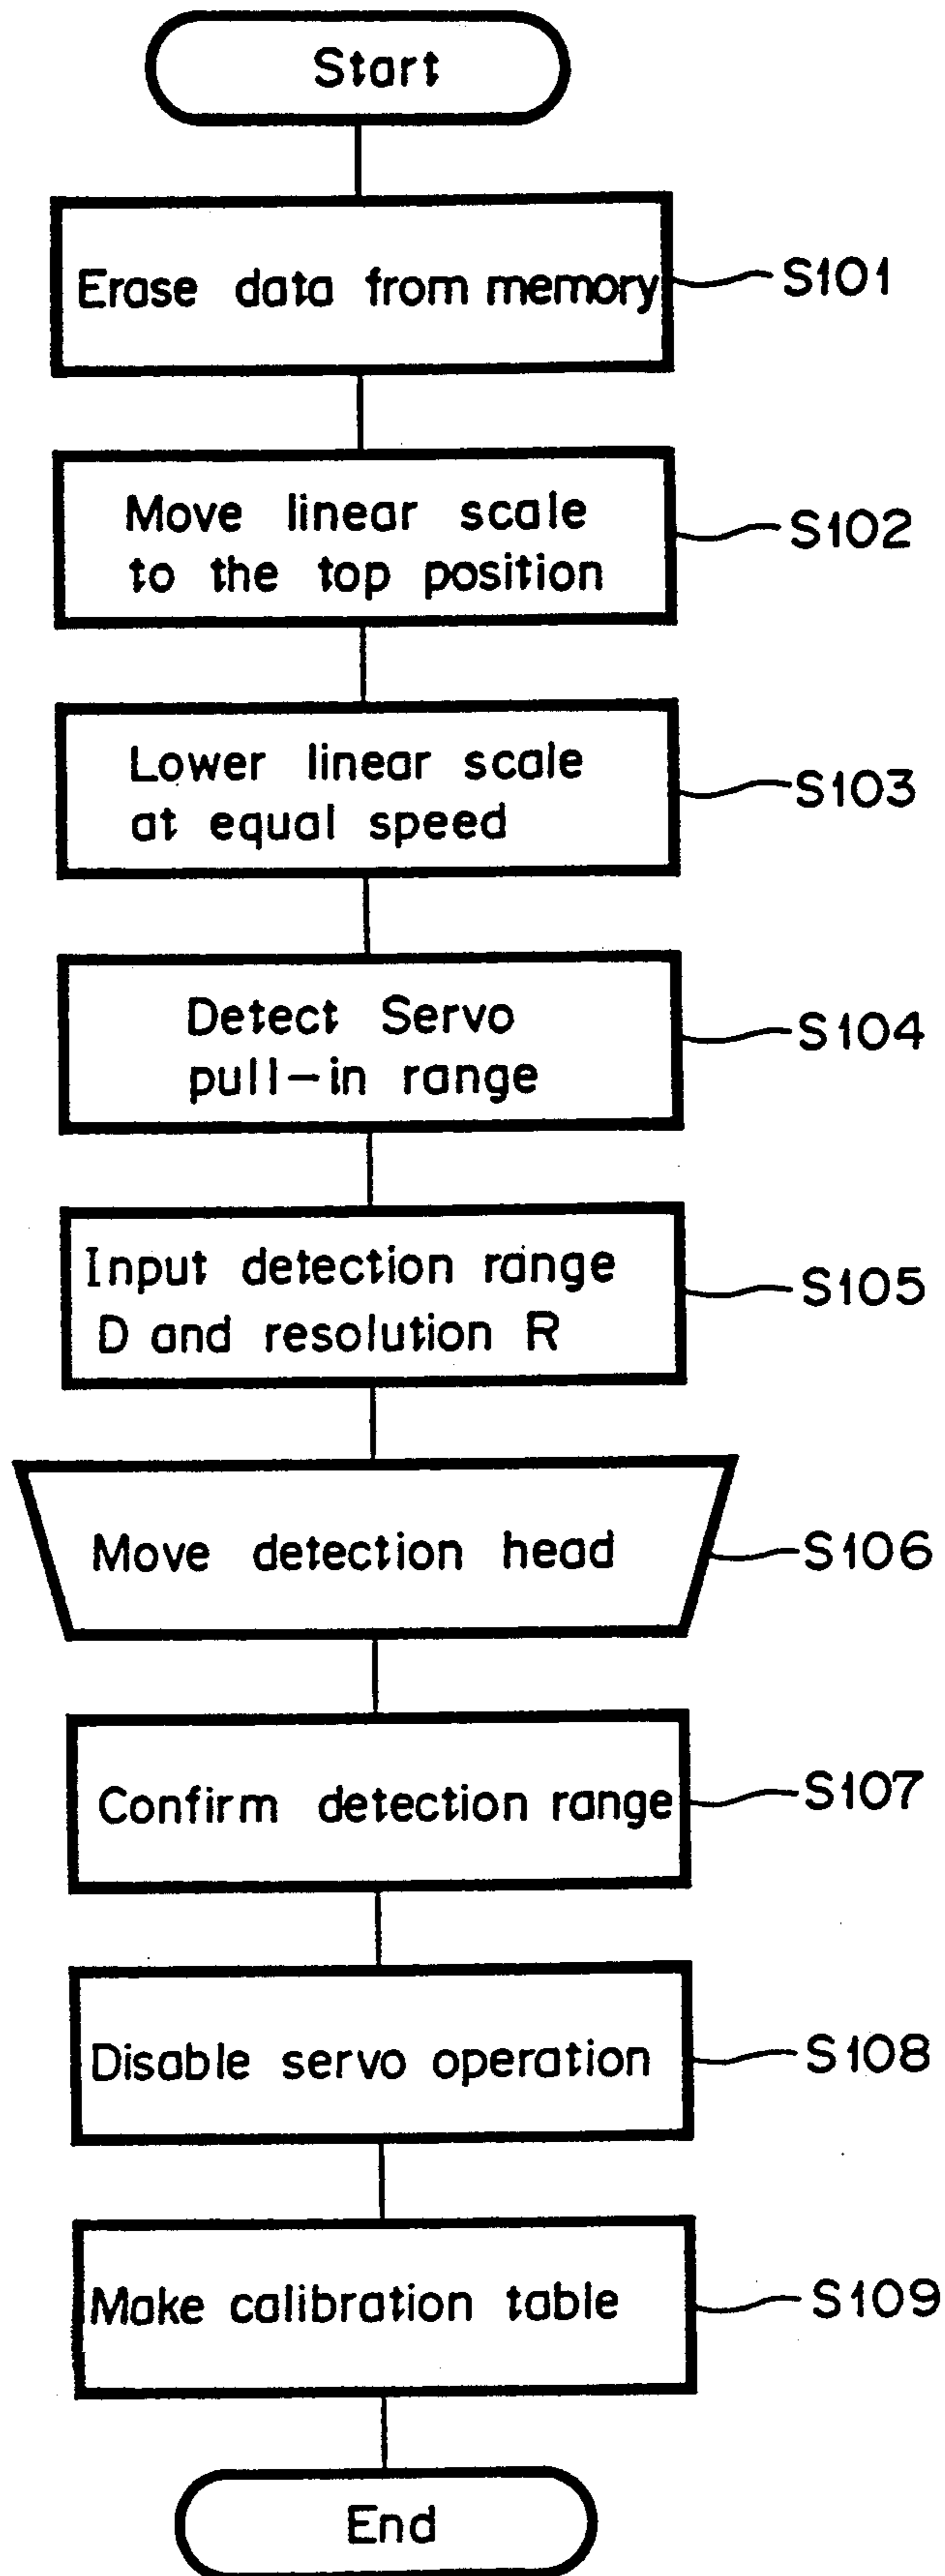 Start
Erase data from memory
S101
Move linear scale
to the top position
S102
Lower linear scale
at equal speed
S103
Detect Servo
pull-in range
S104
Input detection range
D and resolution R
S105
Move detection head
S106
Confirm detection range
S107
Disable servo operation
S108
Make calibration table
S109
End